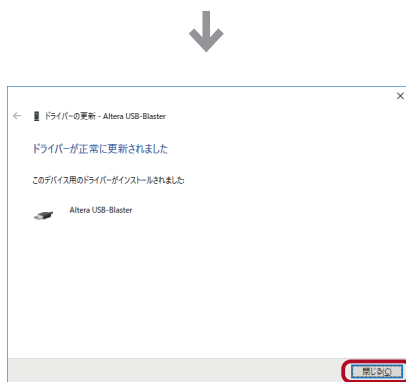 ドライバーの更新 - Altera USB-Blaster
ドライバーが正常に更新されました
このデバイス用のドライバーがインストールされました:
Altera USB-Blaster
閉じる(C)